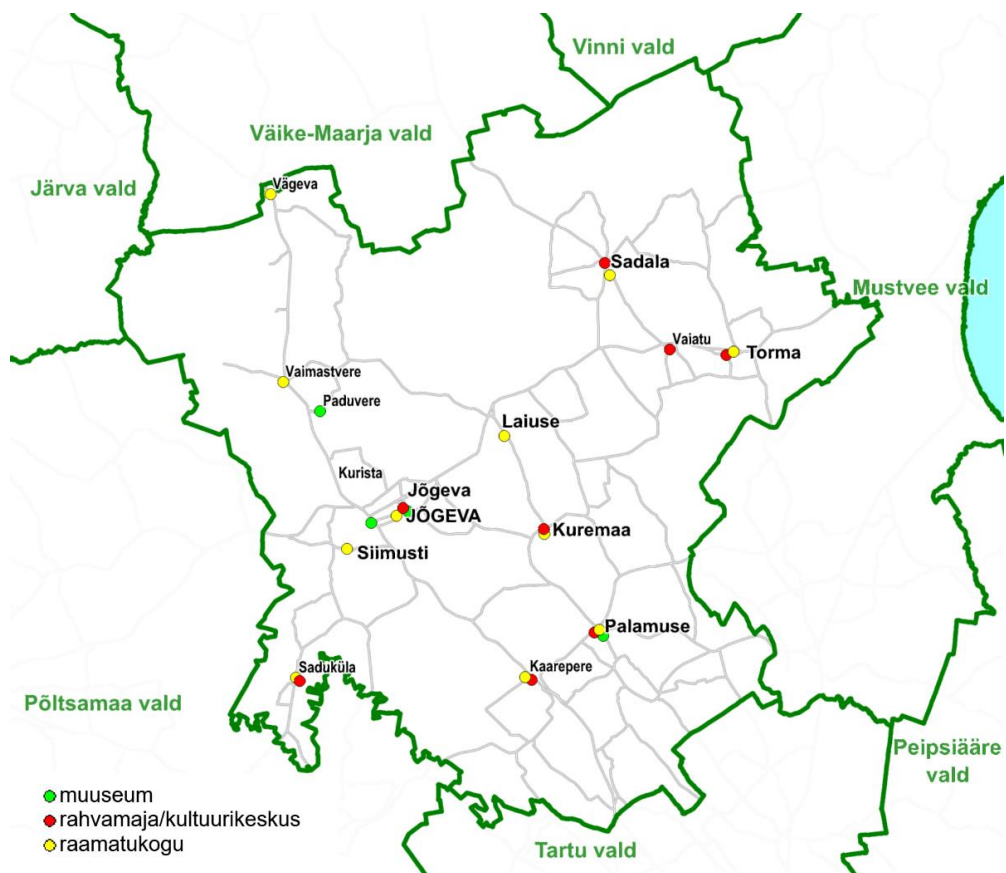 Vinni vald
Väike-Maarja vald
Järva vald
Vägeva
Sadala
Mustvee vald
Vaiatu
Torma
Vaimastvere
Paduvere
Laiuse
Kurista
Jõgeva
JÕGEVA
Kuremaa
Siimusti
Palamuse
Saduküla
Kaarepere
Põltsamaa vald
Peipsiääre
vald
muuseum
rahvamaja/kultuurikeskus
raamatukogu
Tartu vald